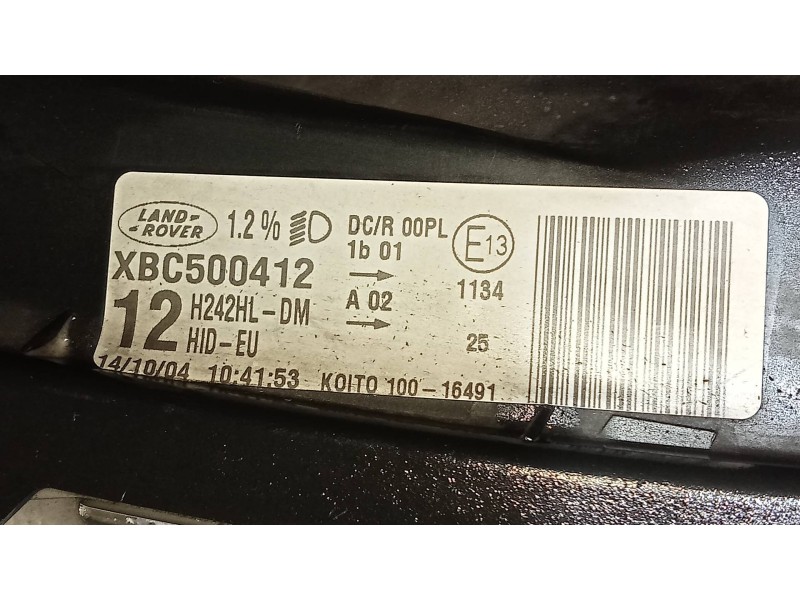 LAND-
ROVER
1.2%
DC/R 00PL
1b 01
E13
XBC500412
1134
12
H242HL-DM
A 02
HID-EU
25
14/10/04 10:41:53 KOITO 100-16491